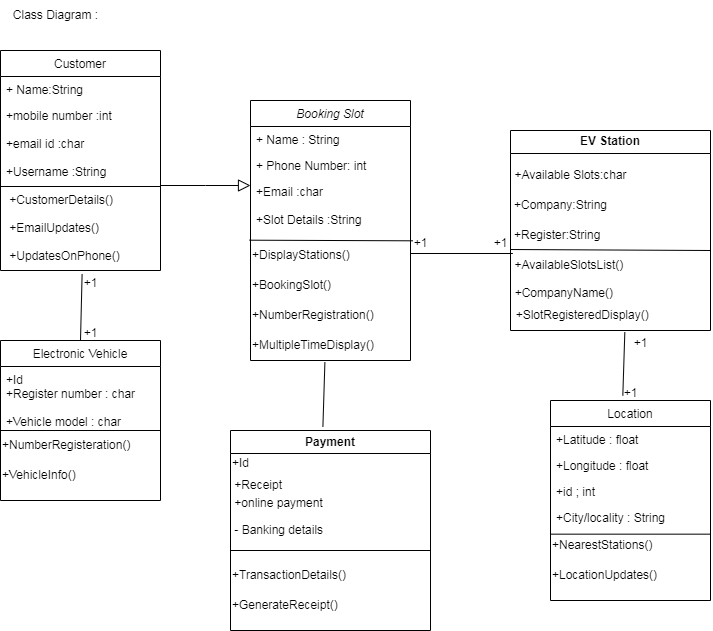 Class Diagram :
Customer
+ Name:String
+mobile number :int
+email id :char
+Username :String
+CustomerDetails()
+EmailUpdates()
+UpdatesOnPhone()
+1
+1
Electronic Vehicle
+Id
+Register number : char
+Vehicle model : char
+NumberRegisteration()
+VehicleInfo()
Booking Slot
+ Name : String
+ Phone Number: int
+Email :char
+Slot Details :String
+DisplayStations()
+BookingSlot()
+NumberRegistration()
+MultipleTimeDisplay()
+1
+1
Payment
+Id
+Receipt
+online payment
- Banking details
+TransactionDetails()
+GenerateReceipt()
EV Station
+Available Slots:char
+Company:String
+Register:String
+AvailableSlotsList()
+CompanyName()
+SlotRegisteredDisplay()
+1
+1
Location
+Latitude : float
+Longitude : float
+id ; int
+City/locality : String
+NearestStations()
+LocationUpdates()